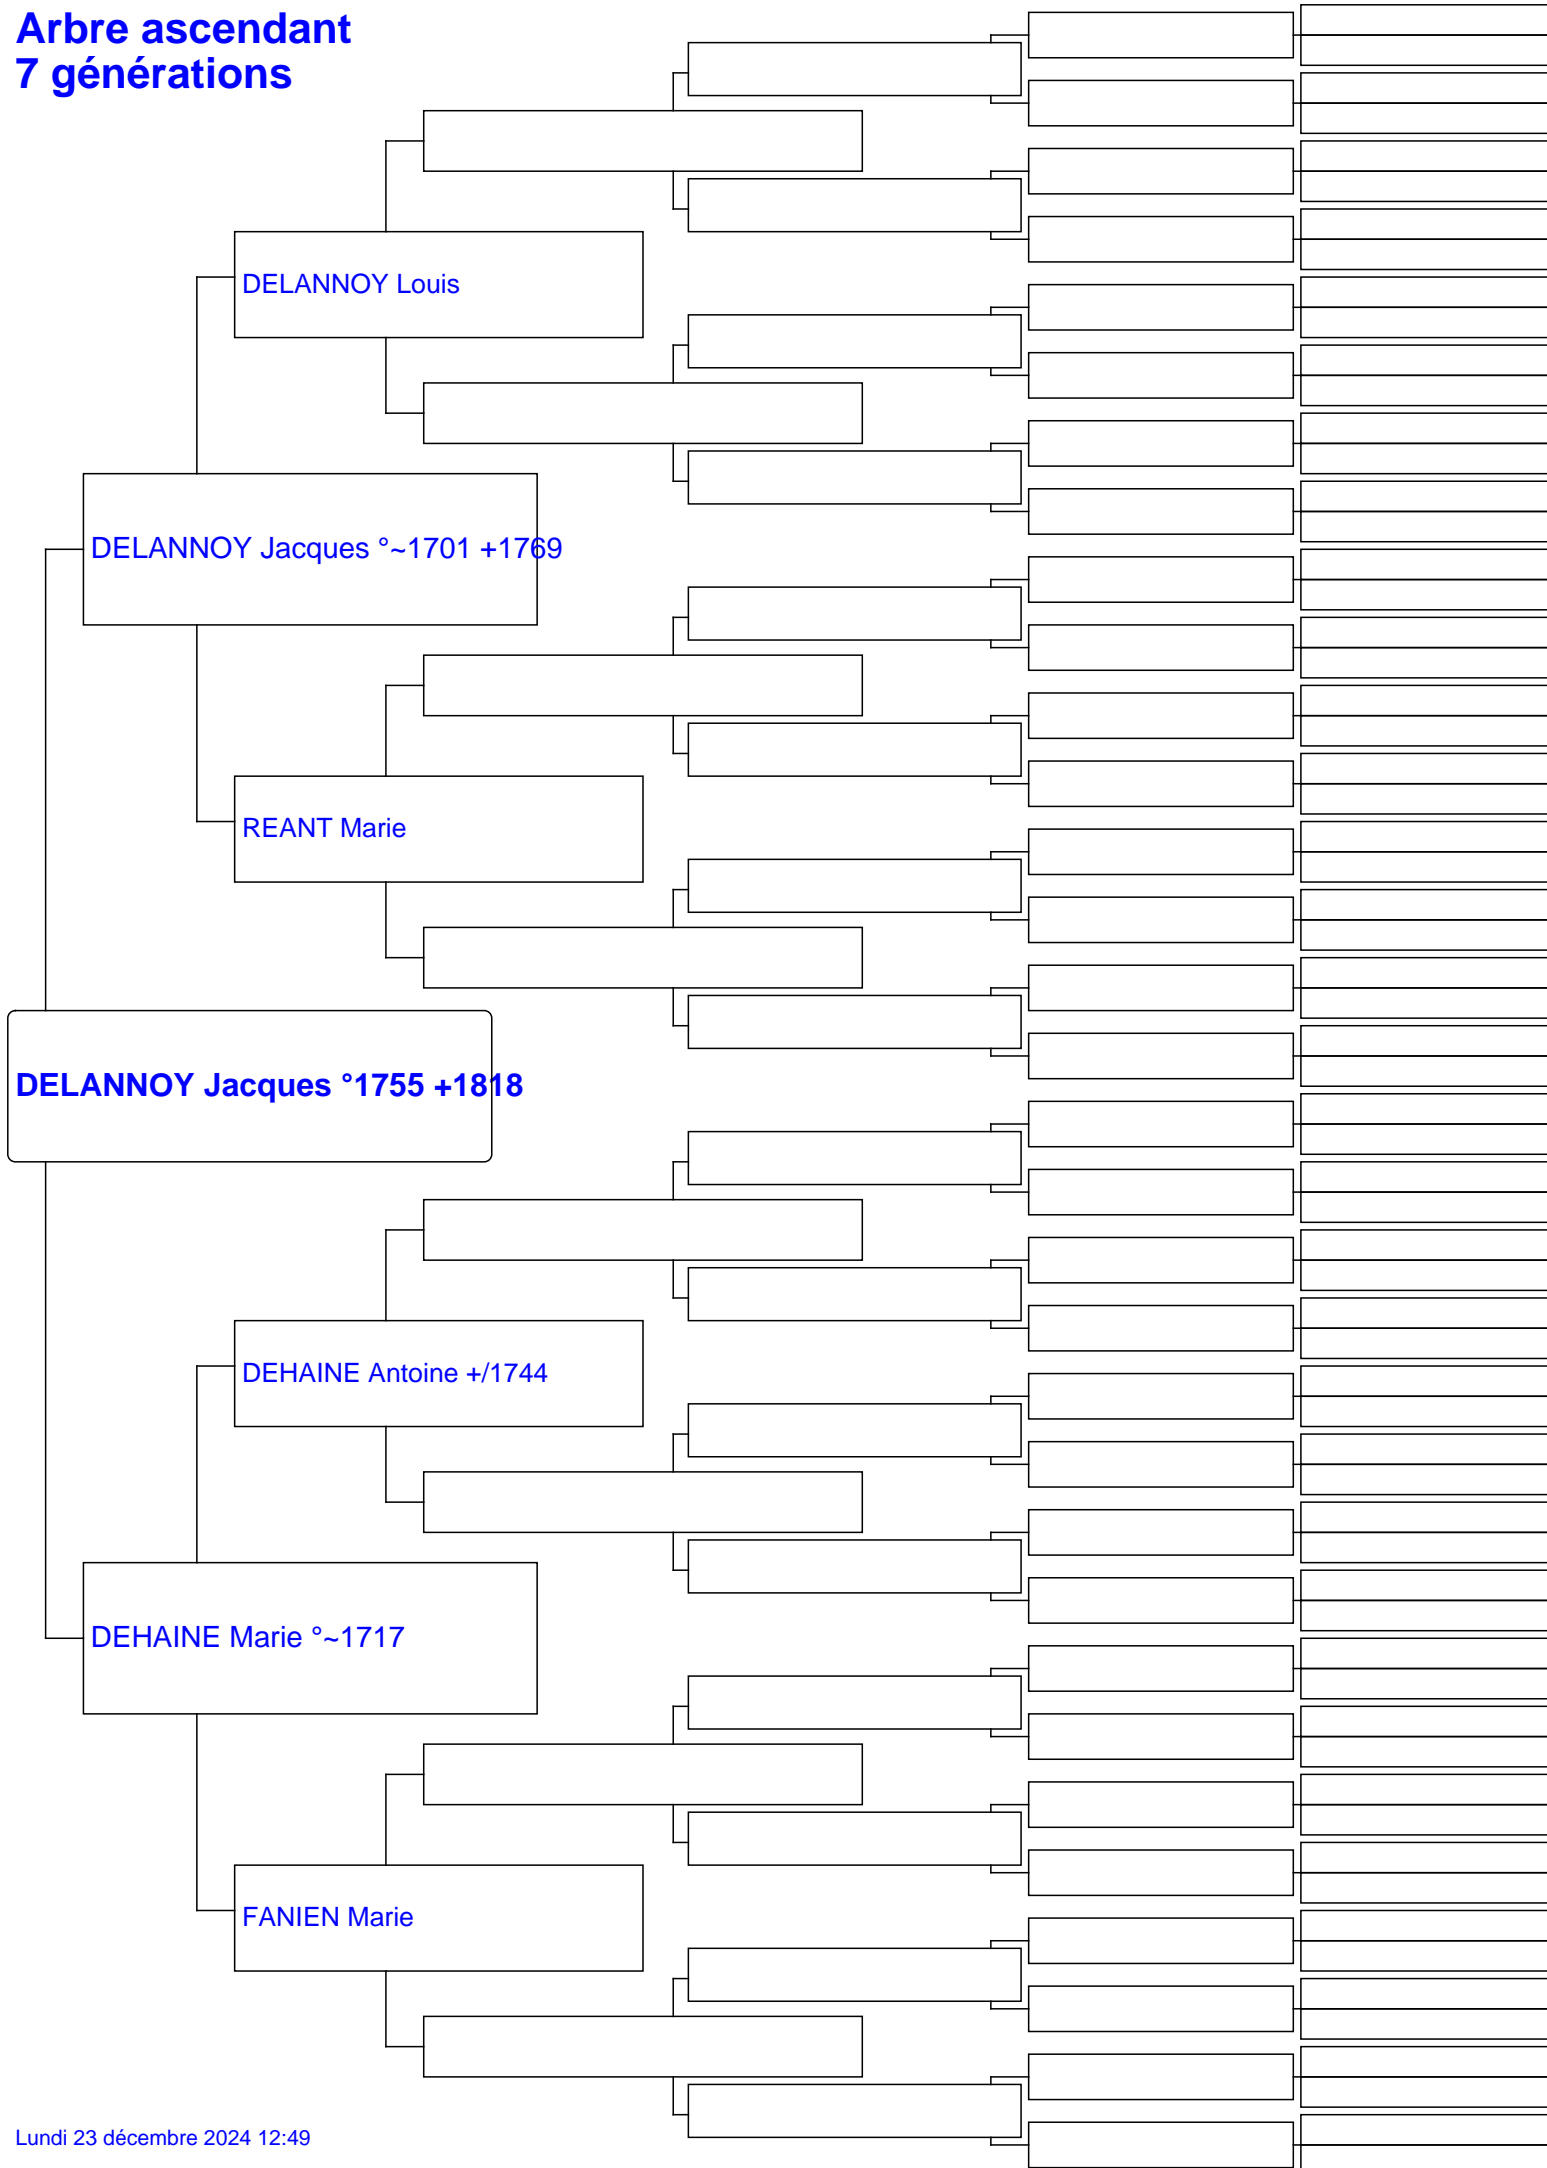 Arbre ascendant
7 générations
DELANNOY Louis
DELANNOY Jacques °~1701 +1769
REANT Marie
DELANNOY Jacques °1755 +1818
DEHAINE Antoine +/1744
DEHAINE Marie °~1717
FANIEN Marie
Lundi 23 décembre 2024 12:49